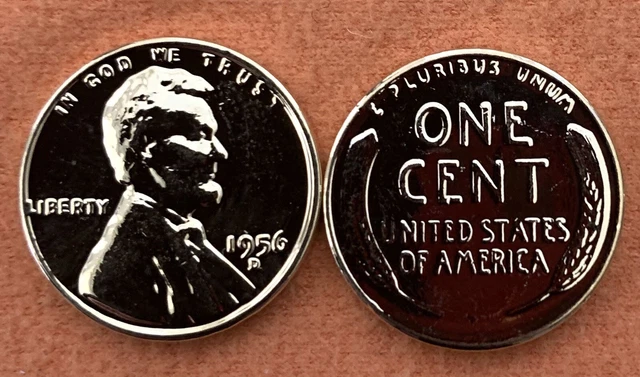 IN GOD WE TRUST
LIBERTY
1956
D
E PLURIBUS UNUM
ONE
CENT
UNITED STATES
OF AMERICA